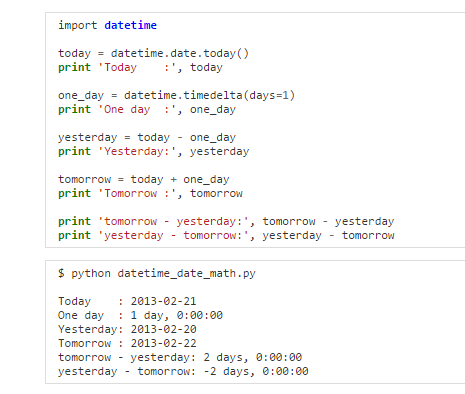 import datetime
today = datetime.date.today()
print 'Today    :', today
one_day = datetime.timedelta(days=1)
print 'One day  :', one_day
yesterday = today - one_day
print 'Yesterday:', yesterday
tomorrow = today + one_day
print 'Tomorrow :', tomorrow
print 'tomorrow - yesterday:', tomorrow - yesterday
print 'yesterday - tomorrow:', yesterday - tomorrow
$ python datetime_date_math.py
Today    : 2013-02-21
One day  : 1 day, 0:00:00
Yesterday: 2013-02-20
Tomorrow : 2013-02-22
tomorrow - yesterday: 2 days, 0:00:00
yesterday - tomorrow: -2 days, 0:00:00